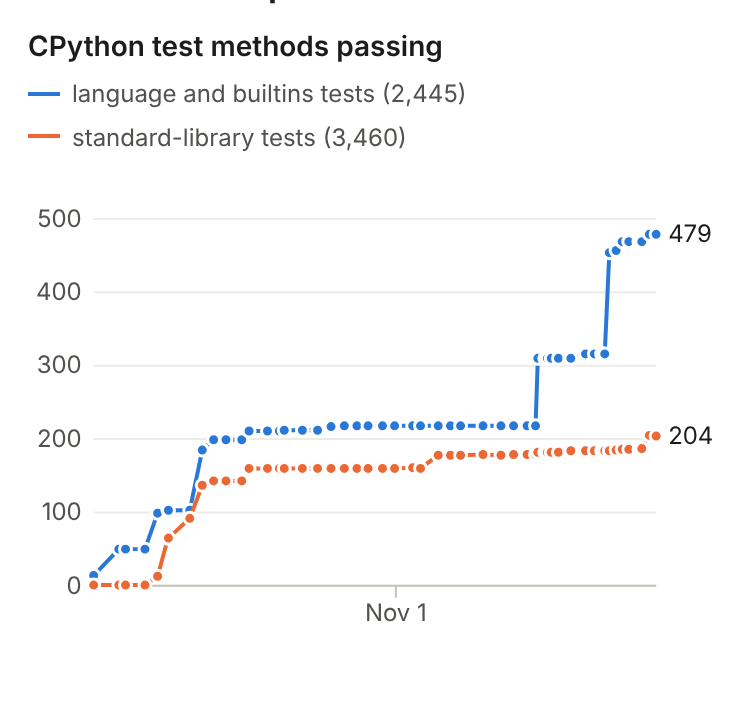 CPython test methods passing
language and builtins tests (2,445)
standard-library tests (3,460)
500
479
400
300
200
204
100
0
Nov 1